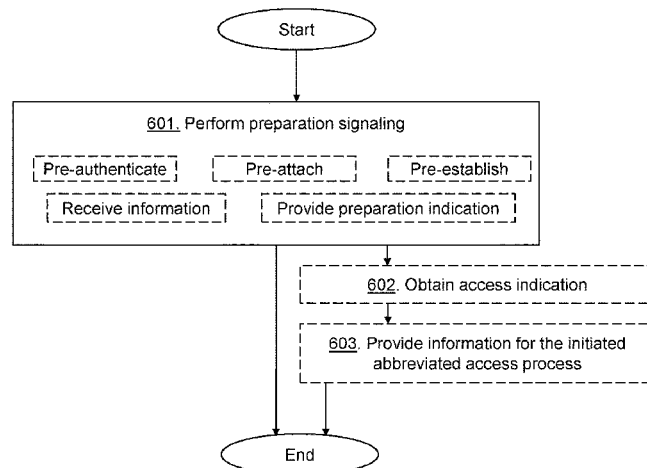 Start
601. Perform preparation signaling
Pre-authenticate
Pre-attach
Pre-establish
Receive information
Provide preparation indication
602. Obtain access indication
603. Provide information for the initiated
abbreviated access process
End